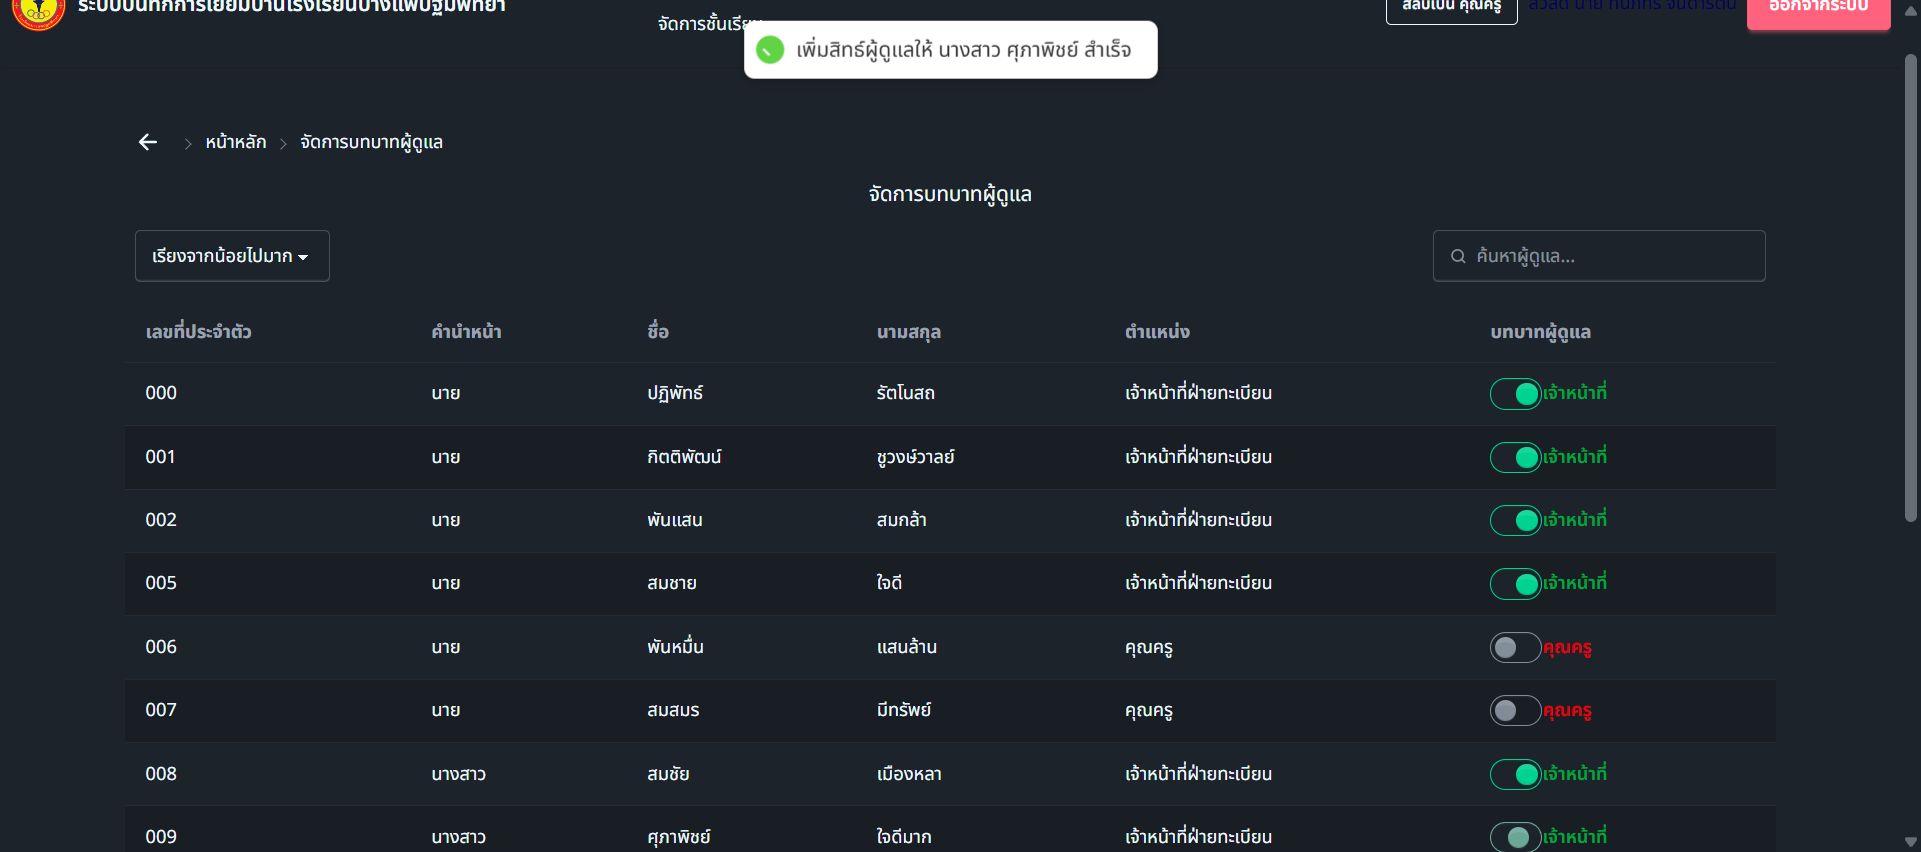 ระบบบันทึกการเยี่ยมบ้านโรงเรียนบางแพปฐมพิทยา
จัดการชั้นเรียน
สลับเป็น คุณครู
ออกจากระบบ
เพิ่มสิทธ์ผู้ดูแลให้ นางสาว ศุภาพิชย์ สำเร็จ
หน้าหลัก จัดการบทบาทผู้ดูแล
จัดการบทบาทผู้ดูแล
เรียงจากน้อยไปมาก
ค้นหาผู้ดูแล...
เลขที่ประจำตัว คำนำหน้า ชื่อ นามสกุล ตำแหน่ง บทบาทผู้ดูแล
000 นาย ปฏิพัทธ์ รัตโนสถ เจ้าหน้าที่ฝ่ายทะเบียน เจ้าหน้าที่
001 นาย กิตติพัฒน์ ชูวงษ์วาลย์ เจ้าหน้าที่ฝ่ายทะเบียน เจ้าหน้าที่
002 นาย พันแสน สมกล้า เจ้าหน้าที่ฝ่ายทะเบียน เจ้าหน้าที่
005 นาย สมชาย ใจดี เจ้าหน้าที่ฝ่ายทะเบียน เจ้าหน้าที่
006 นาย พันหมื่น แสนล้าน คุณครู คุณครู
007 นาย สมสมร มีทรัพย์ คุณครู คุณครู
008 นางสาว สมชัย เมืองหลา เจ้าหน้าที่ฝ่ายทะเบียน เจ้าหน้าที่
009 นางสาว ศุภาพิชย์ ใจดีมาก เจ้าหน้าที่ฝ่ายทะเบียน เจ้าหน้าที่